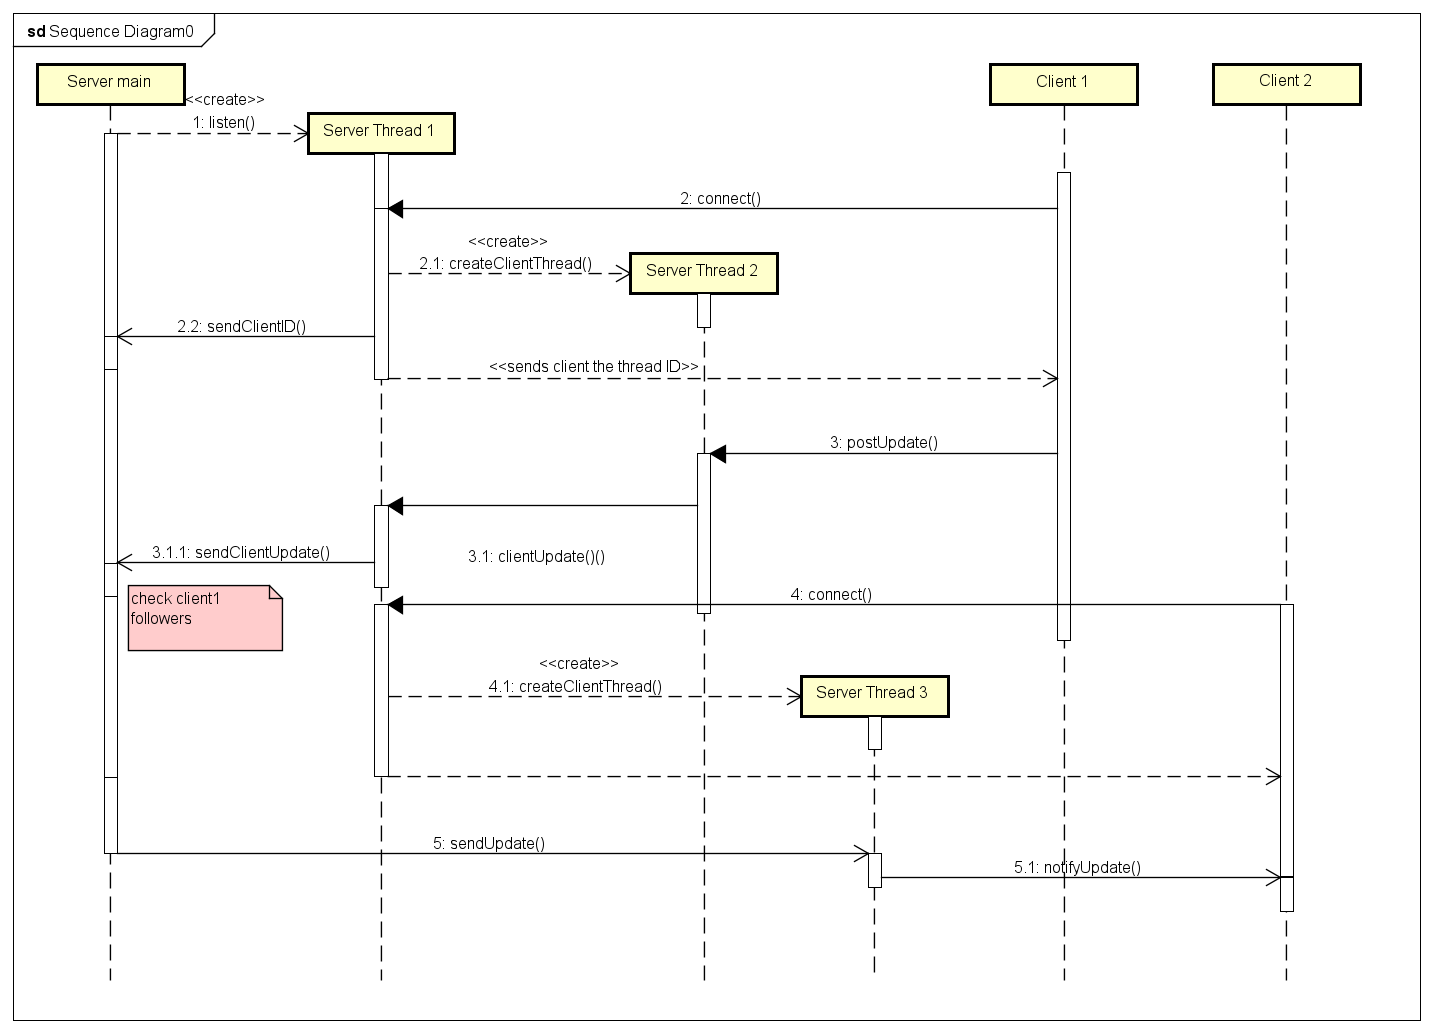 sd Sequence Diagram0
Server main
Client 1
Client 2
<<create>>
1: listen()
Server Thread 1
2: connect()
<<create>>
2.1: createClientThread()
Server Thread 2
2.2: sendClientID()
<<sends client the thread ID>>
3: postUpdate()
3.1.1: sendClientUpdate()
3.1: clientUpdate()()
check client1
followers
4: connect()
<<create>>
4.1: createClientThread()
Server Thread 3
5: sendUpdate()
5.1: notifyUpdate()